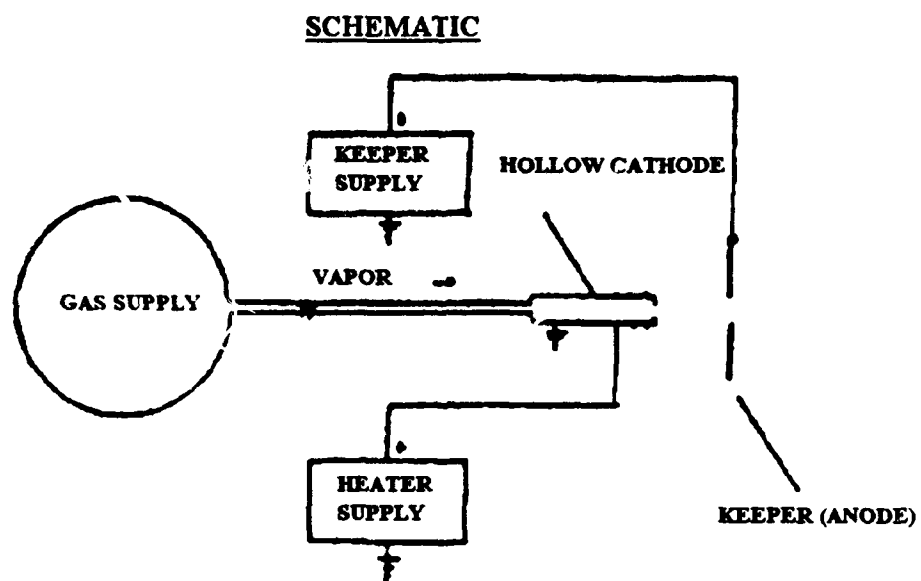 SCHEMATIC
KEEPER
SUPPLY
HOLLOW CATHODE
VAPOR
GAS SUPPLY
HEATER
SUPPLY
KEEPER (ANODE)